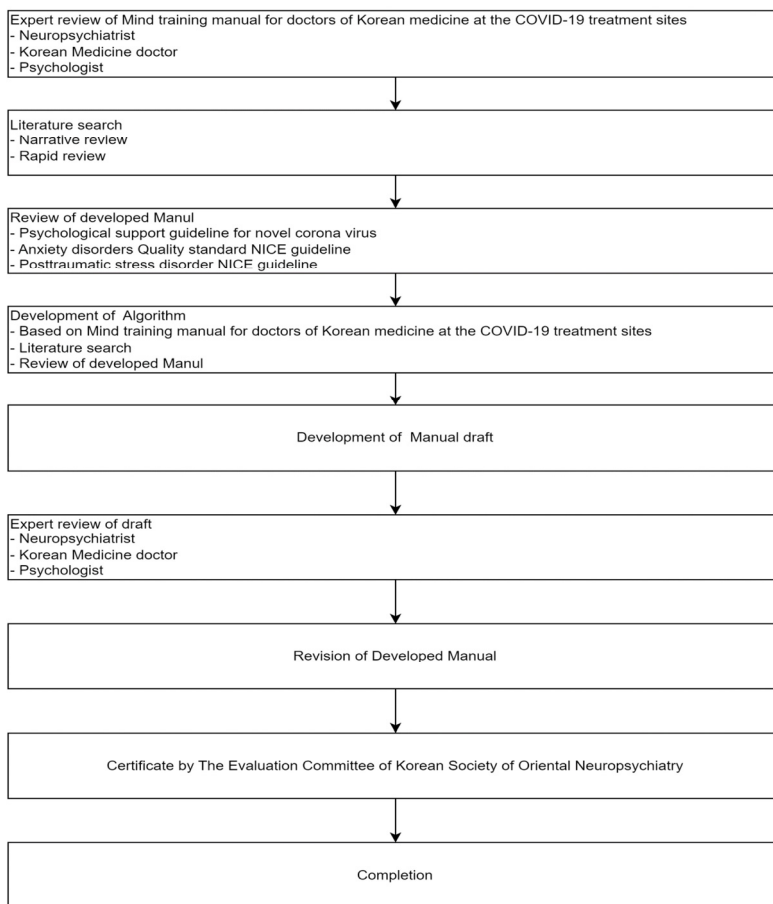 Expert review of Mind training manual for doctors of Korean medicine at the COVID-19 treatment sites
- Neuropsychiatrist
- Korean Medicine doctor
- Psychologist
Literature search
- Narrative review
- Rapid review
Review of developed Manul
- Psychological support guideline for novel corona virus
- Anxiety disorders Quality standard NICE guideline
- Posttraumatic stress disorder NICE guideline
Development of Algorithm
- Based on Mind training manual for doctors of Korean medicine at the COVID-19 treatment sites
- Literature search
- Review of developed Manul
Development of Manual draft
Expert review of draft
- Neuropsychiatrist
- Korean Medicine doctor
- Psychologist
Revision of Developed Manual
Certificate by The Evaluation Committee of Korean Society of Oriental Neuropsychiatry
Completion